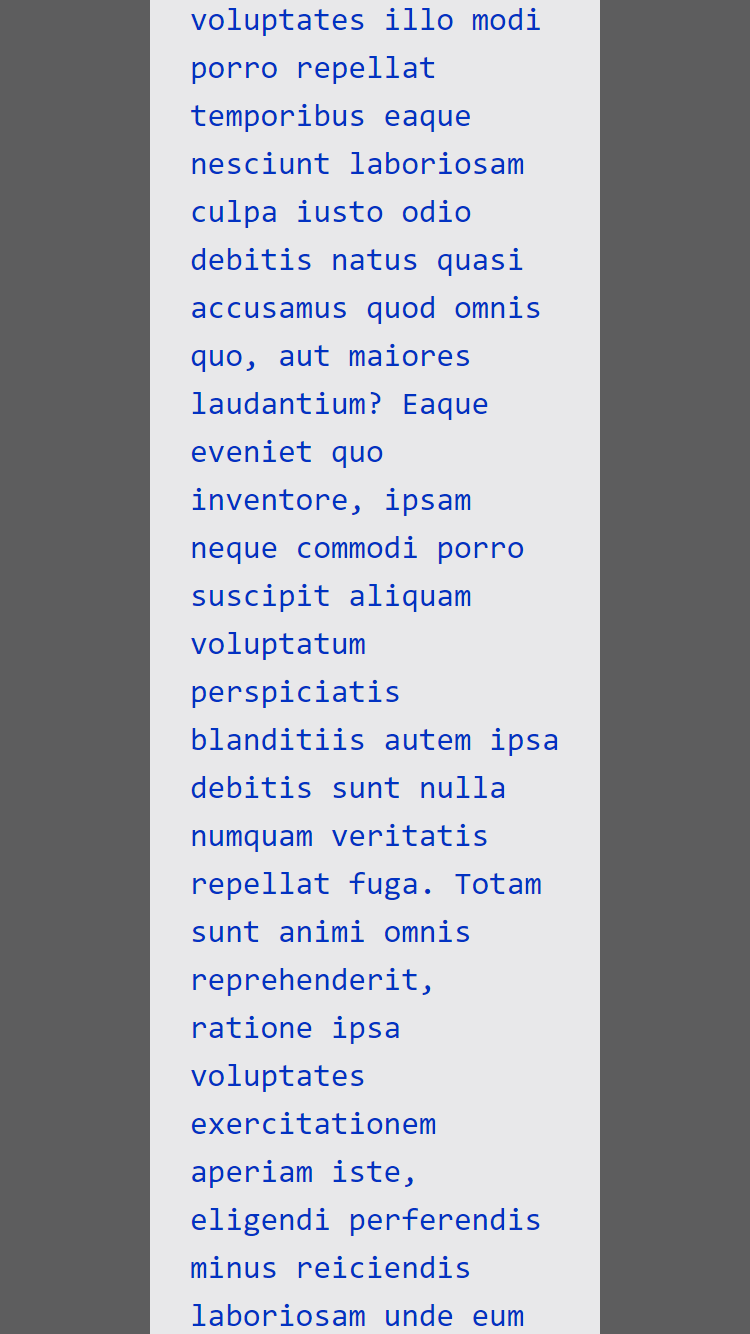 voluptates illo modi
porro repellat
temporibus eaque
nesciunt laboriosam
culpa iusto odio
debitis natus quasi
accusamus quod omnis
quo, aut maiores
laudantium? Eaque
eveniet quo
inventore, ipsam
neque commodi porro
suscipit aliquam
voluptatum
perspiciatis
blanditiis autem ipsa
debitis sunt nulla
numquam veritatis
repellat fuga. Totam
sunt animi omnis
reprehenderit,
ratione ipsa
voluptates
exercitationem
aperiam iste,
eligendi perferendis
minus reiciendis
laboriosam unde eum